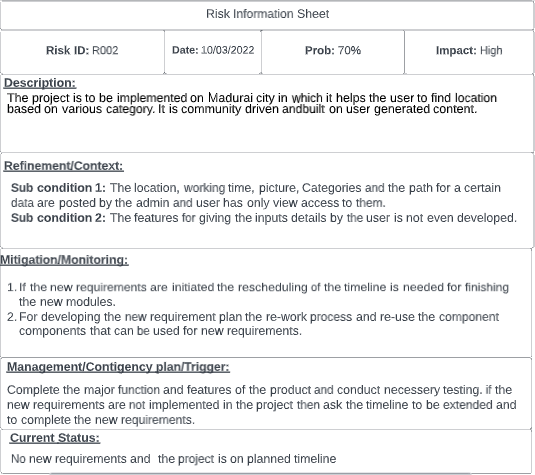 Risk Information Sheet
Risk ID: R002
Date: 10/03/2022
Prob: 70%
Impact: High
Description:
The project is to be implemented on Madurai city in which it helps the user to find location
based on various category. It is community driven andbuilt on user generated content.
Refinement/Context:
Sub condition 1: The location, working time, picture, Categories and the path for a certain
data are posted by the admin and user has only view access to them.
Sub condition 2: The features for giving the inputs details by the user is not even developed.
Mitigation/Monitoring:
1. If the new requirements are initiated the rescheduling of the timeline is needed for finishing
the new modules.
2. For developing the new requirement plan the re-work process and re-use the component
components that can be used for new requirements.
Management/Contigency plan/Trigger:
Complete the major function and features of the product and conduct necessery testing. if the
new requirements are not implemented in the project then ask the timeline to be extended and
to complete the new requirements.
Current Status:
No new requirements and the project is on planned timeline